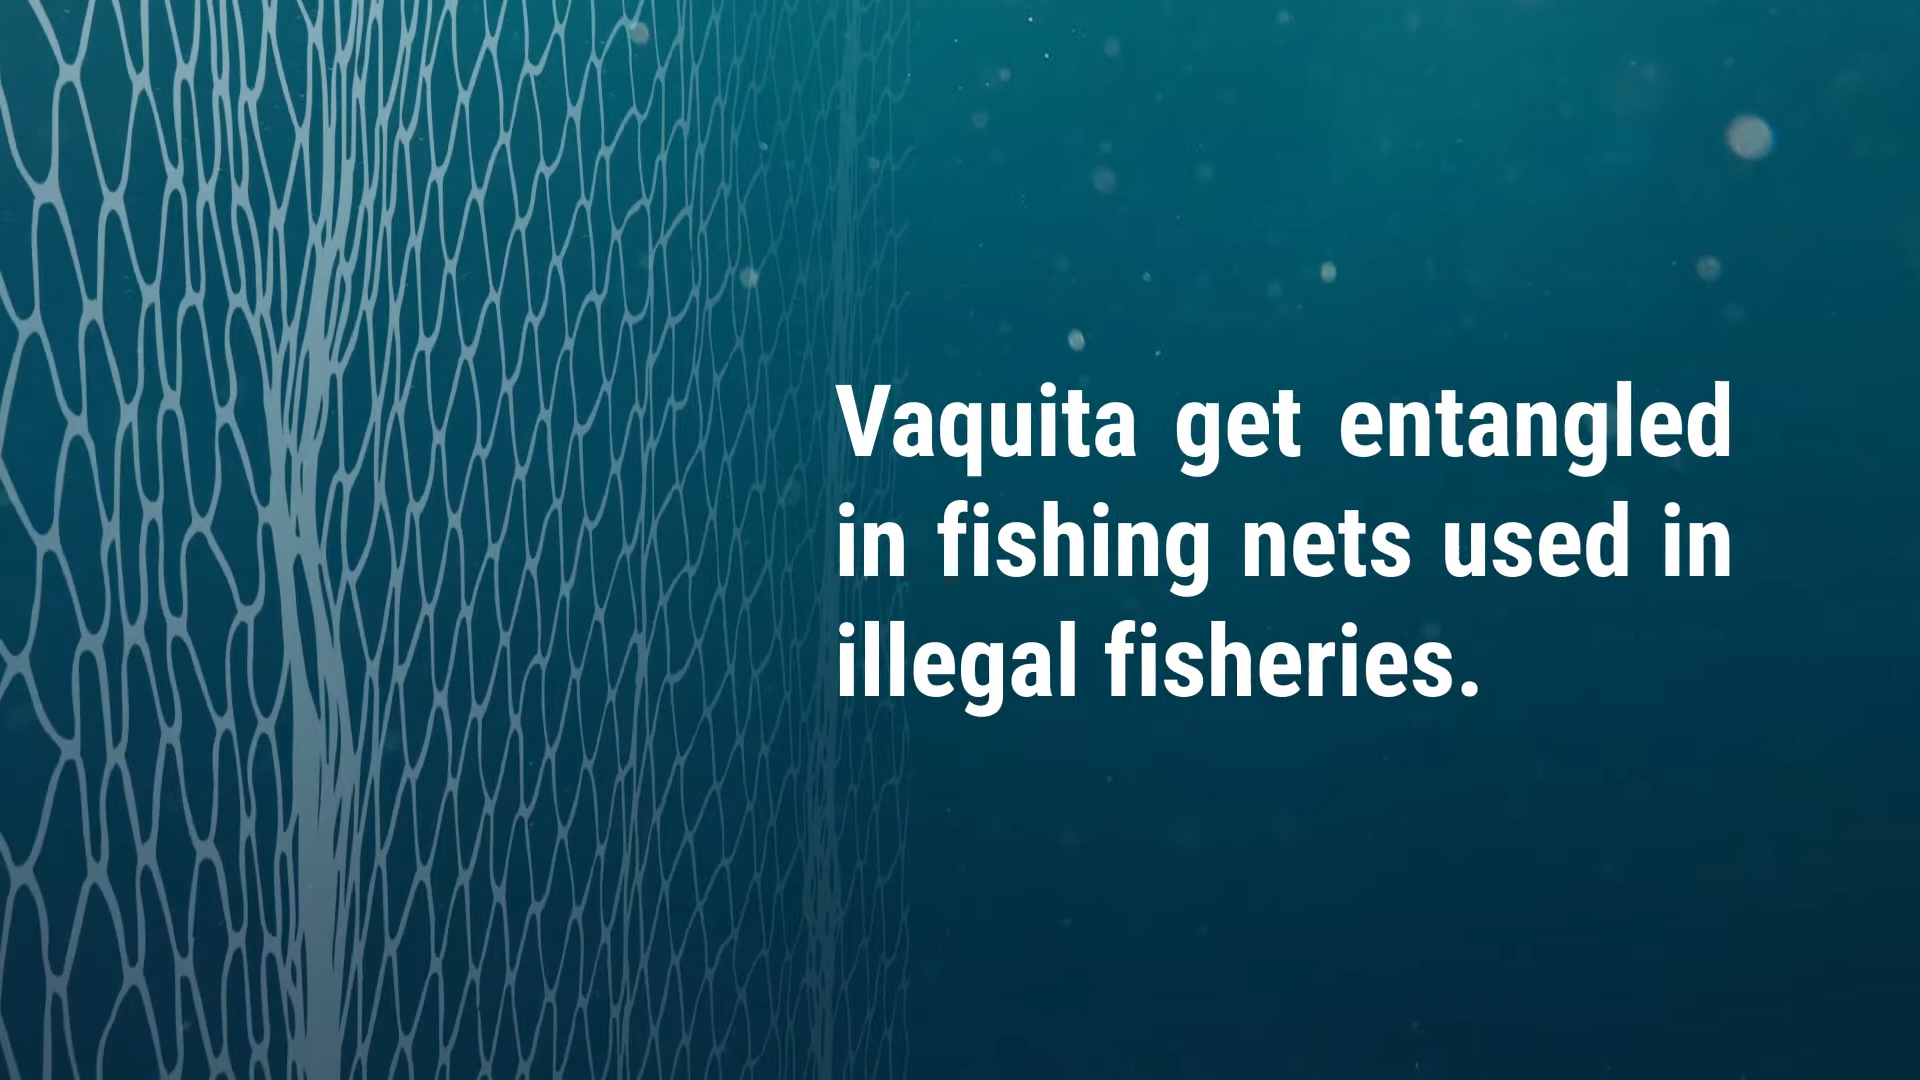 Vaquita get entangled
in fishing nets used in
illegal fisheries.